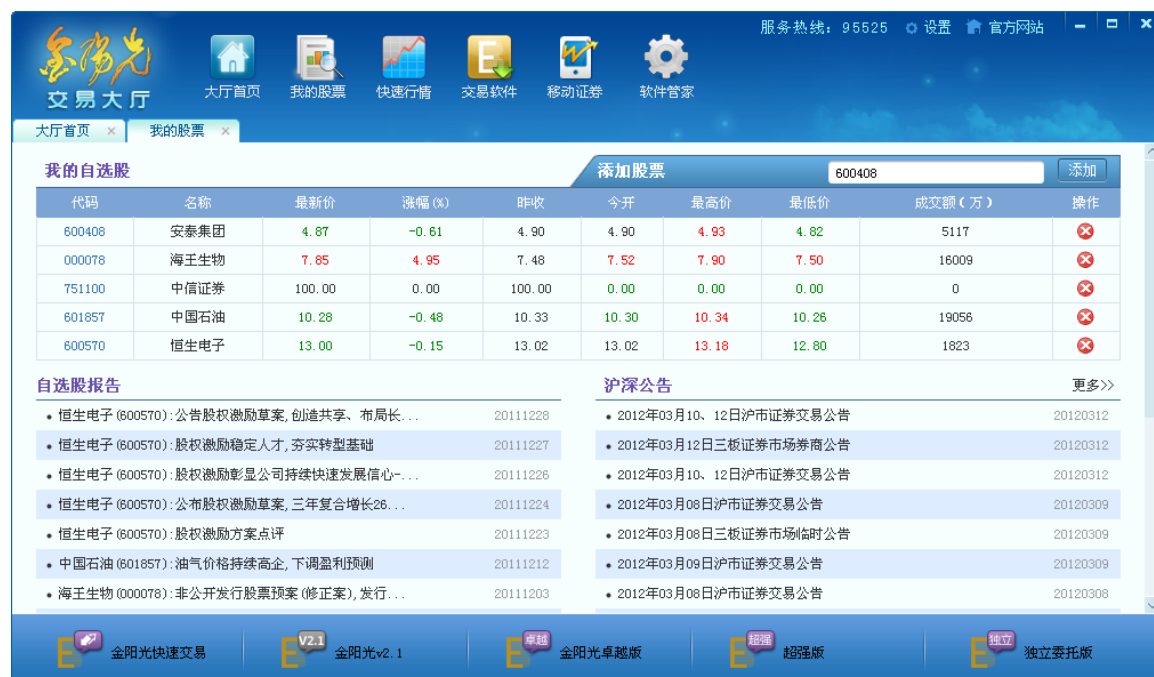 服务热线: 95525 设置 官方网站
金阳光
交易大厅
大厅首页 我的股票 快速行情 交易软件 移动证券 软件管家
大厅首页 × 我的股票 ×
我的自选股 添加股票 600408 添加
代码 名称 最新价 涨幅(%) 昨收 今开 最高价 最低价 成交额(万) 操作
600408 安泰集团 4.87 -0.61 4.90 4.90 4.93 4.82 5117
000078 海王生物 7.85 4.95 7.48 7.52 7.90 7.50 16009
751100 中信证券 100.00 0.00 100.00 0.00 0.00 0.00 0
601857 中国石油 10.28 -0.48 10.33 10.30 10.34 10.26 19056
600570 恒生电子 13.00 -0.15 13.02 13.02 13.18 12.80 1823
自选股报告
• 恒生电子(600570):公告股权激励草案,创造共享、布局长... 20111228
• 恒生电子(600570):股权激励稳定人才,夯实转型基础 20111227
• 恒生电子(600570):股权激励彰显公司持续快速发展信心-... 20111226
• 恒生电子(600570):公布股权激励草案,三年复合增长26... 20111224
• 恒生电子(600570):股权激励方案点评 20111223
• 中国石油(601857):油气价格持续高企,下调盈利预测 20111212
• 海王生物(000078):非公开发行股票预案(修正案),发行... 20111203
沪深公告 更多>>
• 2012年03月10、12日沪市证券交易公告 20120312
• 2012年03月12日三板证券市场券商公告 20120312
• 2012年03月10、12日沪市证券交易公告 20120312
• 2012年03月08日沪市证券交易公告 20120309
• 2012年03月08日三板证券市场临时公告 20120309
• 2012年03月09日沪市证券交易公告 20120309
• 2012年03月08日沪市证券交易公告 20120308
金阳光快速交易 V2.1 金阳光v2.1 卓越 金阳光卓越版 超强 超强版 独立 独立委托版